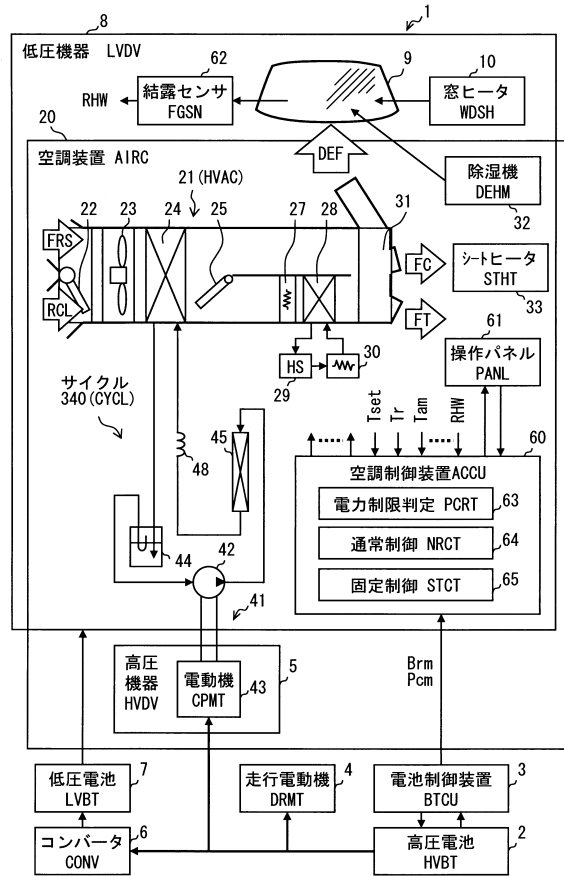 8
1
低圧機器 LVDV
62
9
10
結露センサ
FGSN
RHW
窓ヒータ
WDSH
20
空調装置 AIRC
DEF
除湿機
DEHM
32
21(HVAC)
22
23
24
25
27
28
31
FRS
RCL
FC
FT
シートヒータ
STHT
33
HS
29
30
61
操作パネル
PANL
サイクル
340(CYCL)
Tset
Tr
Tam
RHW
45
48
60
空調制御装置ACCU
電力制限判定 PCRT
63
通常制御 NRCT
64
固定制御 STCT
65
44
42
41
高圧
機器
HVDV
5
電動機
CPMT
43
Brm
Pcm
7
低圧電池
LVBT
4
走行電動機
DRMT
3
電池制御装置
BTCU
6
コンバータ
CONV
2
高圧電池
HVBT